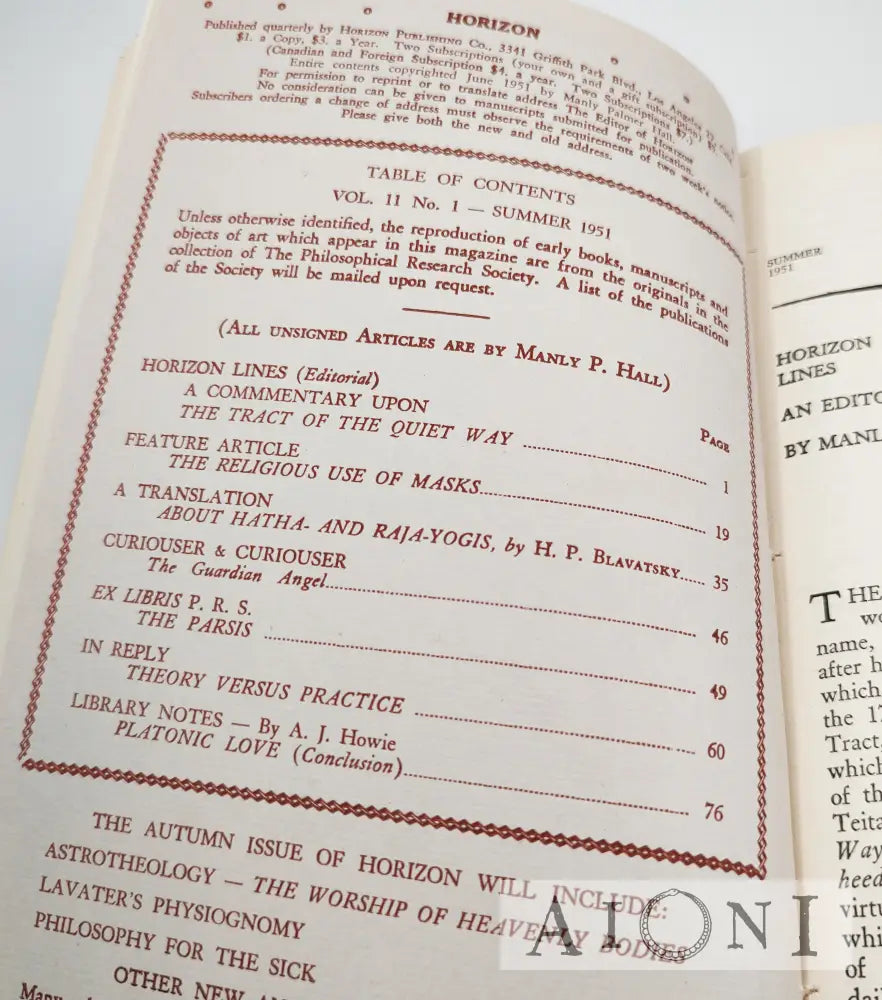 HORIZON
Published quarterly by HORIZON PUBLISHING Co., 3341 Griffith Park Blvd., Los Angeles
$1. a Copy, $3. a Year. Two Subscriptions (your own and a gift subscription) $5.
(Canadian and Foreign Subscription $4. a year. Two Subscriptions $7.)
Entire contents copyrighted June 1951 by Manly Palmer Hall.
For permission to reprint or to translate address The Editor of HORIZON
No consideration can be given to manuscripts submitted for publication.
Subscribers ordering a change of address must observe the requirements of two week's notice.
Please give both the new and old address.
TABLE OF CONTENTS
VOL. 11 No. 1 — SUMMER 1951
Unless otherwise identified, the reproduction of early books, manuscripts and
objects of art which appear in this magazine are from the originals in the
collection of The Philosophical Research Society. A list of the publications
of the Society will be mailed upon request.
(ALL UNSIGNED ARTICLES ARE BY MANLY P. HALL)
PAGE
HORIZON LINES (Editorial)
A COMMMENTARY UPON
THE TRACT OF THE QUIET WAY ........ 1
FEATURE ARTICLE
THE RELIGIOUS USE OF MASKS........ 19
A TRANSLATION
ABOUT HATHA- AND RAJA-YOGIS, by H. P. BLAVATSKY..... 35
CURIOUSER & CURIOUSER
The Guardian Angel........ 46
EX LIBRIS P. R. S.
THE PARSIS ........ 49
IN REPLY
THEORY VERSUS PRACTICE ........ 60
LIBRARY NOTES — By A. J. Howie
PLATONIC LOVE (Conclusion)........ 76
THE AUTUMN ISSUE OF HORIZON WILL INCLUDE:
ASTROTHEOLOGY — THE WORSHIP OF HEAVENLY BODIES
LAVATER'S PHYSIOGNOMY
PHILOSOPHY FOR THE SICK
OTHER NEW
SUMMER
1951
HORIZON
LINES
AN
BY
THE
name,
after
which
the
Tract,
which
of
Way
virtu
of
AIONI